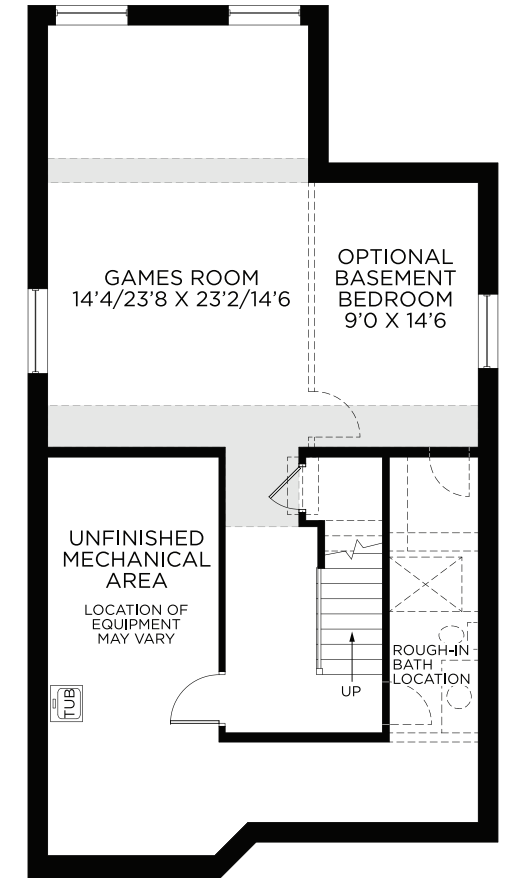 GAMES ROOM
14'4/23'8 X 23'2/14'6
OPTIONAL
BASEMENT
BEDROOM
9'0 X 14'6
UNFINISHED
MECHANICAL
AREA
LOCATION OF
EQUIPMENT
MAY VARY
TUB
UP
ROUGH-IN
BATH
LOCATION